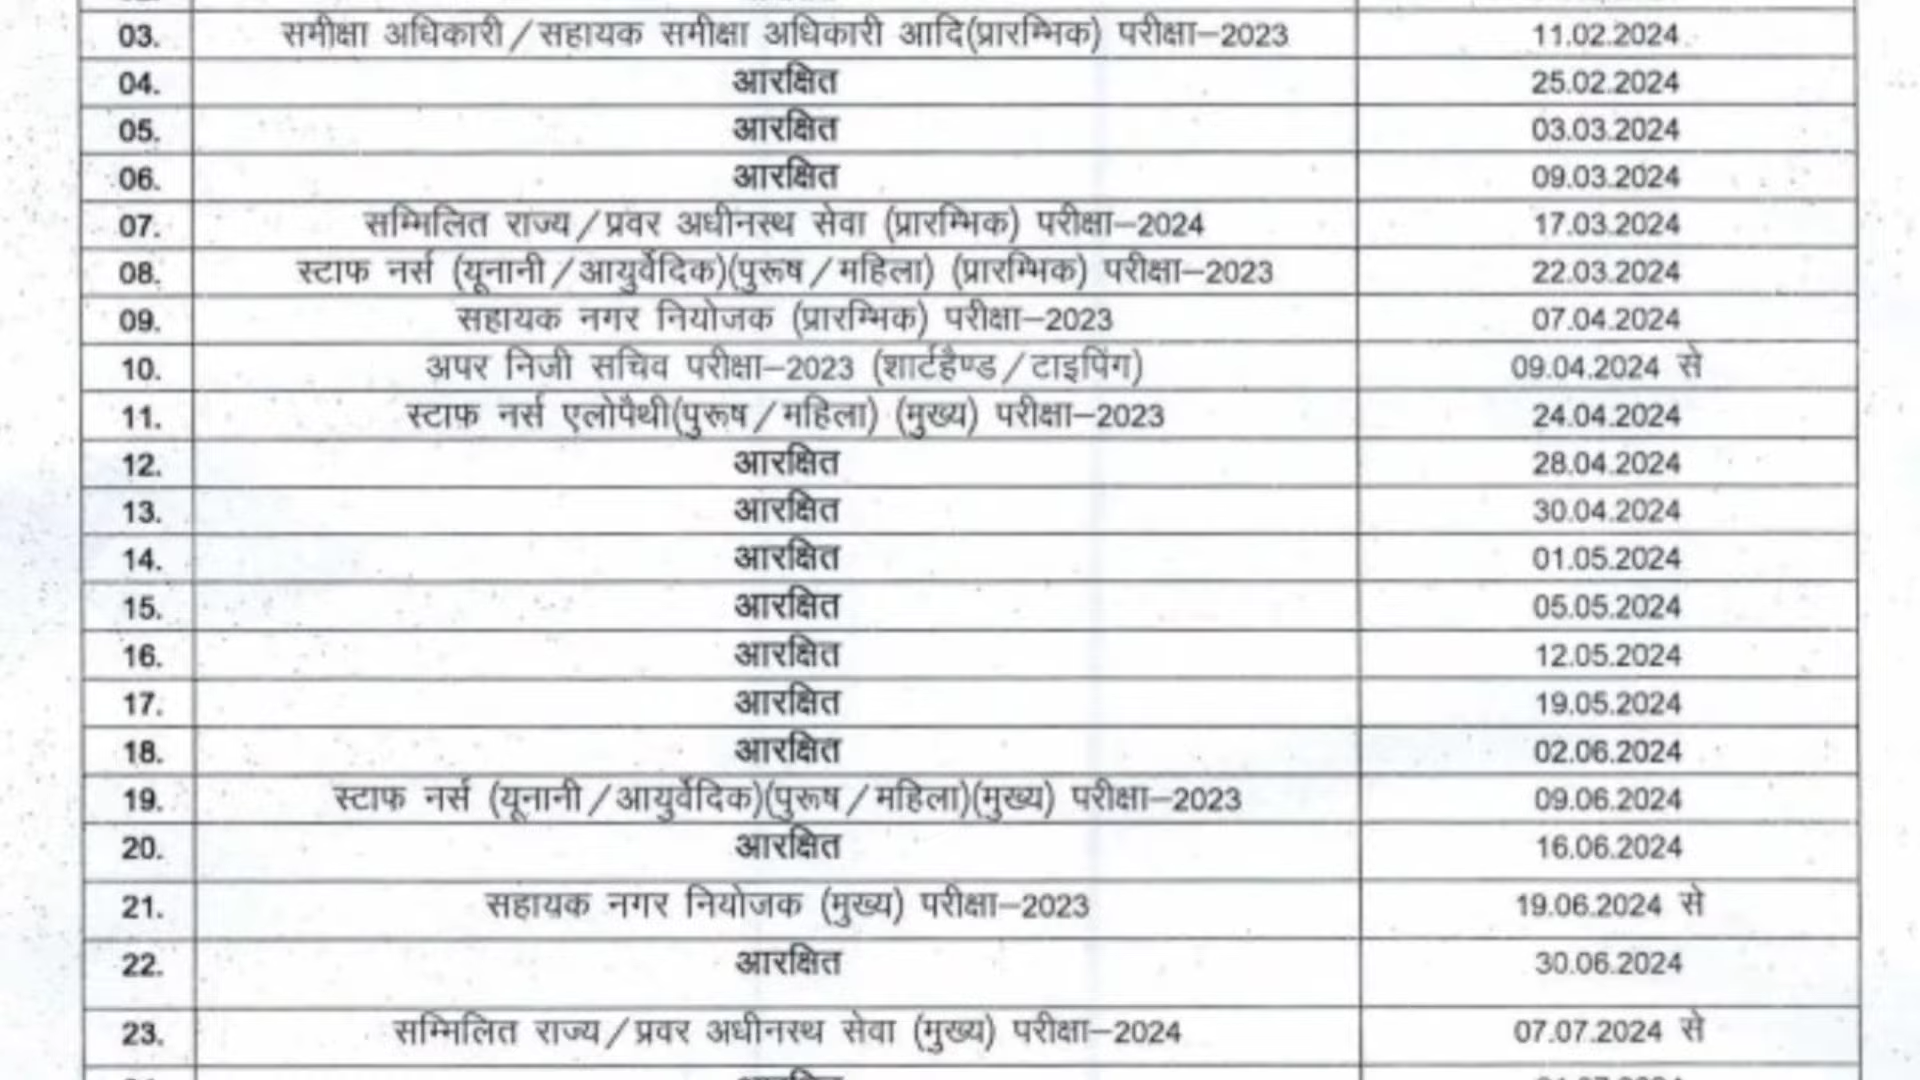 03. समीक्षा अधिकारी/सहायक समीक्षा अधिकारी आदि(प्रारम्भिक) परीक्षा–2023 11.02.2024
04. आरक्षित 25.02.2024
05. आरक्षित 03.03.2024
06. आरक्षित 09.03.2024
07. सम्मिलित राज्य/प्रवर अधीनस्थ सेवा (प्रारम्भिक) परीक्षा–2024 17.03.2024
08. स्टाफ नर्स (यूनानी/आयुर्वेदिक)(पुरूष/महिला) (प्रारम्भिक) परीक्षा–2023 22.03.2024
09. सहायक नगर नियोजक (प्रारम्भिक) परीक्षा–2023 07.04.2024
10. अपर निजी सचिव परीक्षा–2023 (शार्टहैण्ड/टाइपिंग) 09.04.2024 से
11. स्टाफ नर्स एलोपैथी(पुरूष/महिला) (मुख्य) परीक्षा–2023 24.04.2024
12. आरक्षित 28.04.2024
13. आरक्षित 30.04.2024
14. आरक्षित 01.05.2024
15. आरक्षित 05.05.2024
16. आरक्षित 12.05.2024
17. आरक्षित 19.05.2024
18. आरक्षित 02.06.2024
19. स्टाफ नर्स (यूनानी/आयुर्वेदिक)(पुरूष/महिला)(मुख्य) परीक्षा–2023 09.06.2024
20. आरक्षित 16.06.2024
21. सहायक नगर नियोजक (मुख्य) परीक्षा–2023 19.06.2024 से
22. आरक्षित 30.06.2024
23. सम्मिलित राज्य/प्रवर अधीनस्थ सेवा (मुख्य) परीक्षा–2024 07.07.2024 से